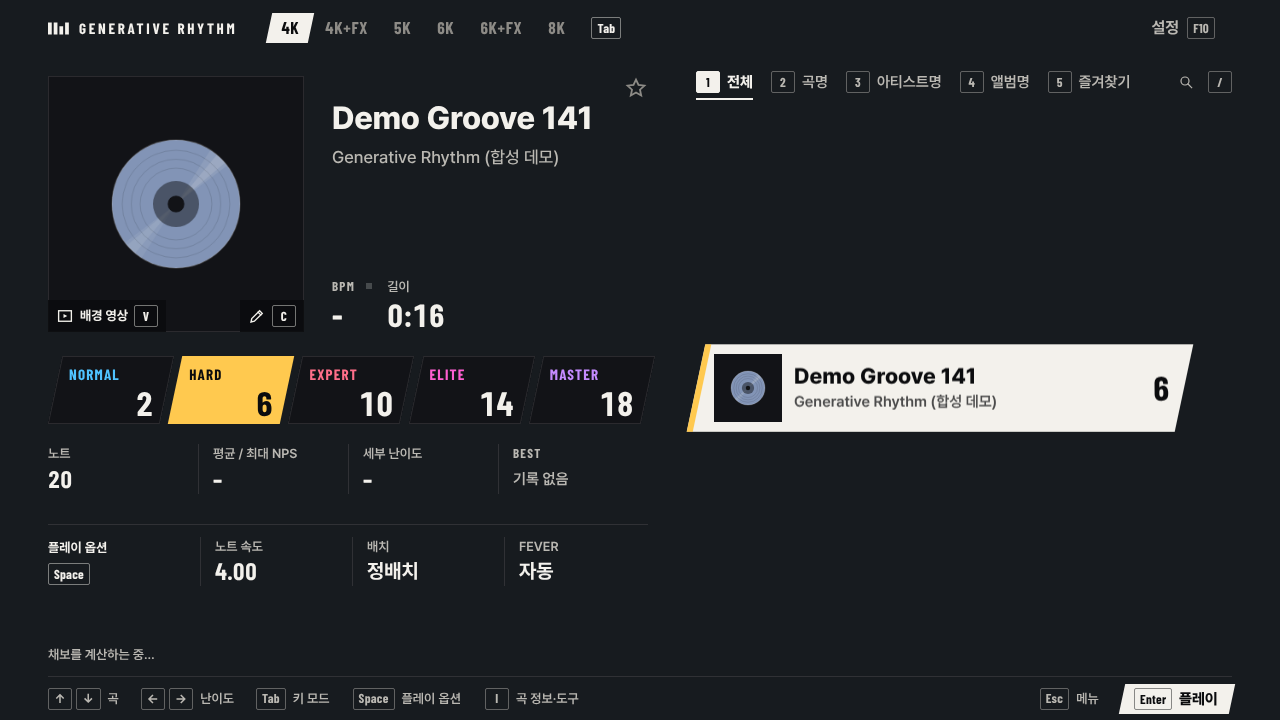 GENERATIVE RHYTHM 4K 4K+FX 5K 6K 6K+FX 8K Tab 설정 F10
1 전체 2 곡명 3 아티스트명 4 앨범명 5 즐겨찾기 /
Demo Groove 141
Generative Rhythm (합성 데모)
BPM 길이
- 0:16
배경 영상 V C
NORMAL HARD EXPERT ELITE MASTER
2 6 10 14 18
Demo Groove 141
Generative Rhythm (합성 데모)
6
노트 평균 / 최대 NPS 세부 난이도 BEST
20 - - 기록 없음
플레이 옵션 노트 속도 배치 FEVER
Space 4.00 정배치 자동
채보를 계산하는 중...
↑ ↓ 곡 ← → 난이도 Tab 키 모드 Space 플레이 옵션 I 곡 정보·도구 Esc 메뉴 Enter 플레이